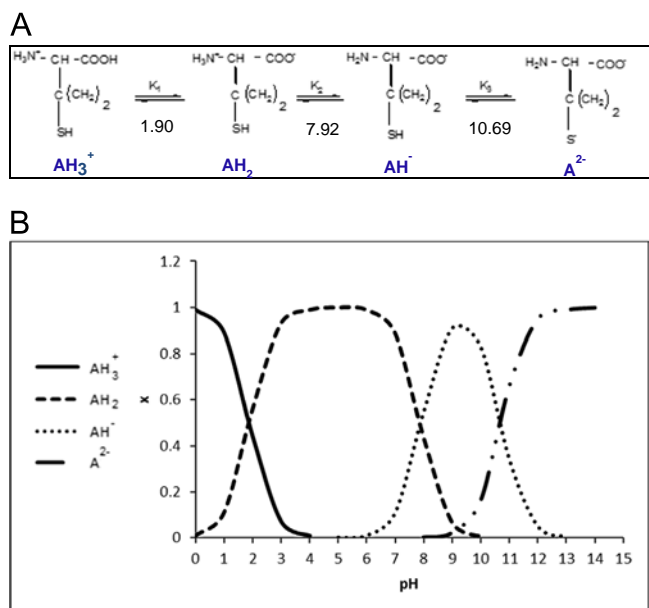 A
H₃N⁺- CH -COOH
C (CH₂)₂
SH
AH3⁺
K₁
1.90
H₃N⁺- CH -COO⁻
C (CH₂)₂
SH
AH₂
K₂
7.92
H₂N - CH -COO⁻
C (CH₂)₂
SH
AH⁻
K₃
10.69
H₂N - CH -COO⁻
C (CH₂)₂
S⁻
A²⁻
B
AH₃⁺
AH₂
AH⁻
A²⁻
x
1.2
1
0.8
0.6
0.4
0.2
0
0 1 2 3 4 5 6 7 8 9 10 11 12 13 14 15
pH